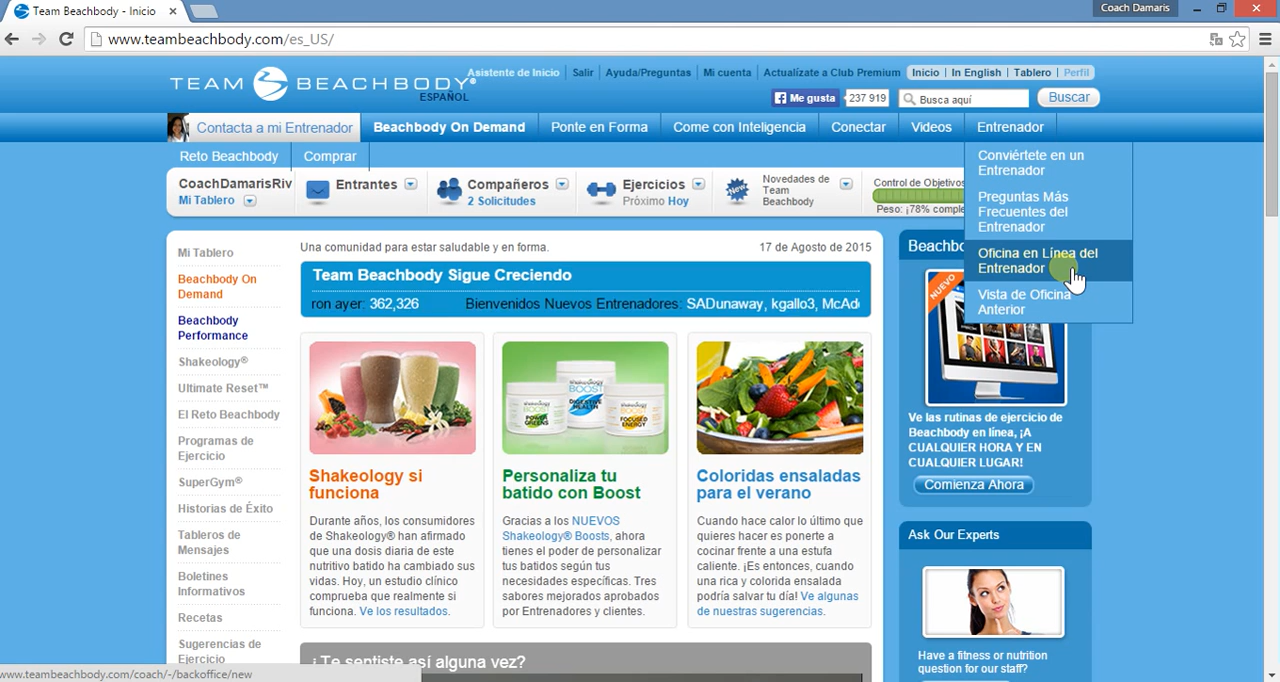 Team Beachbody - Inicio
Coach Damaris
www.teambeachbody.com/es_US/
TEAM BEACHBODY®
ESPAÑOL
Asistente de Inicio | Salir | Ayuda/Preguntas | Mi cuenta | Actualízate a Club Premium | Inicio | In English | Tablero | Perfil
Me gusta 237 919 Busca aquí Buscar
Contacta a mi Entrenador Beachbody On Demand Ponte en Forma Come con Inteligencia Conectar Videos Entrenador
Reto Beachbody Comprar
Conviértete en un
Entrenador
Preguntas Más
Frecuentes del
Entrenador
Oficina en Línea del
Entrenador
Vista de Oficina
Anterior
CoachDamarisRiv
Mi Tablero
Entrantes
Compañeros
2 Solicitudes
Ejercicios
Próximo Hoy
Novedades de
Team
Beachbody
Control de Objetivos
Peso: ¡78% comple
Mi Tablero
Beachbody On
Demand
Beachbody
Performance
Shakeology®
Ultimate Reset™
El Reto Beachbody
Programas de
Ejercicio
SuperGym®
Historias de Éxito
Tableros de
Mensajes
Boletines
Informativos
Recetas
Sugerencias de
Ejercicio
Una comunidad para estar saludable y en forma. 17 de Agosto de 2015
Team Beachbody Sigue Creciendo
ron ayer: 362,326 Bienvenidos Nuevos Entrenadores: SADunaway, kgallo3, McAd
Shakeology si
funciona
Durante años, los consumidores
de Shakeology® han afirmado
que una dosis diaria de este
nutritivo batido ha cambiado sus
vidas. Hoy, un estudio clínico
comprueba que realmente si
funciona. Ve los resultados.
shakeology
BOOST
POWER
GREENS
shakeology
BOOST
DIGESTIVE
HEALTH
shakeology
BOOST
FOCUSED
ENERGY
Personaliza tu
batido con Boost
Gracias a los NUEVOS
Shakeology® Boosts, ahora
tienes el poder de personalizar
tus batidos según tus
necesidades específicas. Tres
sabores mejorados aprobados
por Entrenadores y clientes.
Coloridas ensaladas
para el verano
Cuando hace calor lo último que
quieres hacer es ponerte a
cocinar frente a una estufa
caliente. ¡Es entonces, cuando
una rica y colorida ensalada
podría salvar tu día! Ve algunas
de nuestras sugerencias.
¿Te sentiste así alguna vez?
Beachbo
NUEVO
Ve las rutinas de ejercicio de
Beachbody en línea, ¡A
CUALQUIER HORA Y EN
CUALQUIER LUGAR!
Comienza Ahora
Ask Our Experts
Have a fitness or nutrition
question for our staff?
www.teambeachbody.com/coach/-/backoffice/new